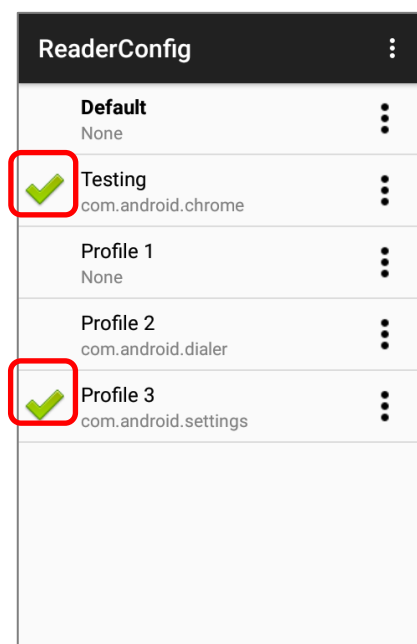 ReaderConfig
Default
None
Testing
com.android.chrome
Profile 1
None
Profile 2
com.android.dialer
Profile 3
com.android.settings